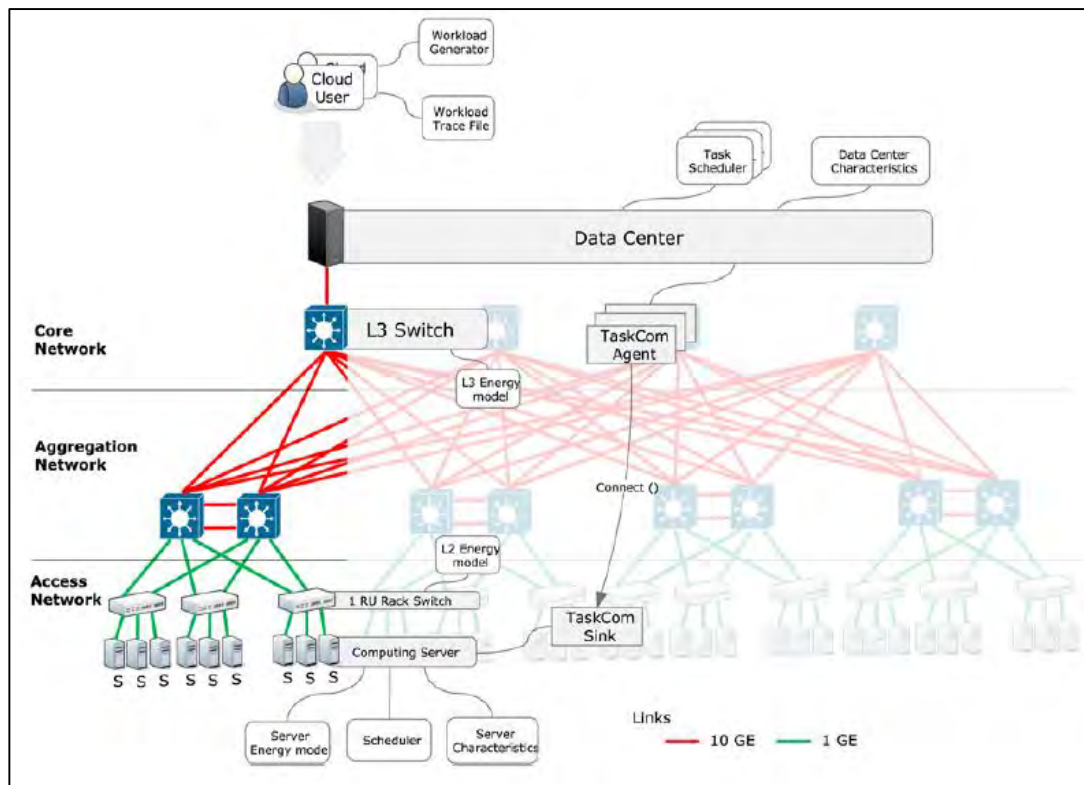 Workload
Generator
Cloud
Cloud
User
Workload
Trace File
Task
Scheduler
Data Center
Characteristics
Data Center
Core
Network
L3 Switch
TaskCom
Agent
L3 Energy
model
Aggregation
Network
Connect ()
L2 Energy
model
Access
Network
1 RU Rack Switch
TaskCom
Sink
Computing Server
S S S S S S S S S
Server
Energy mode
Scheduler
Server
Characteristics
Links
10 GE
1 GE